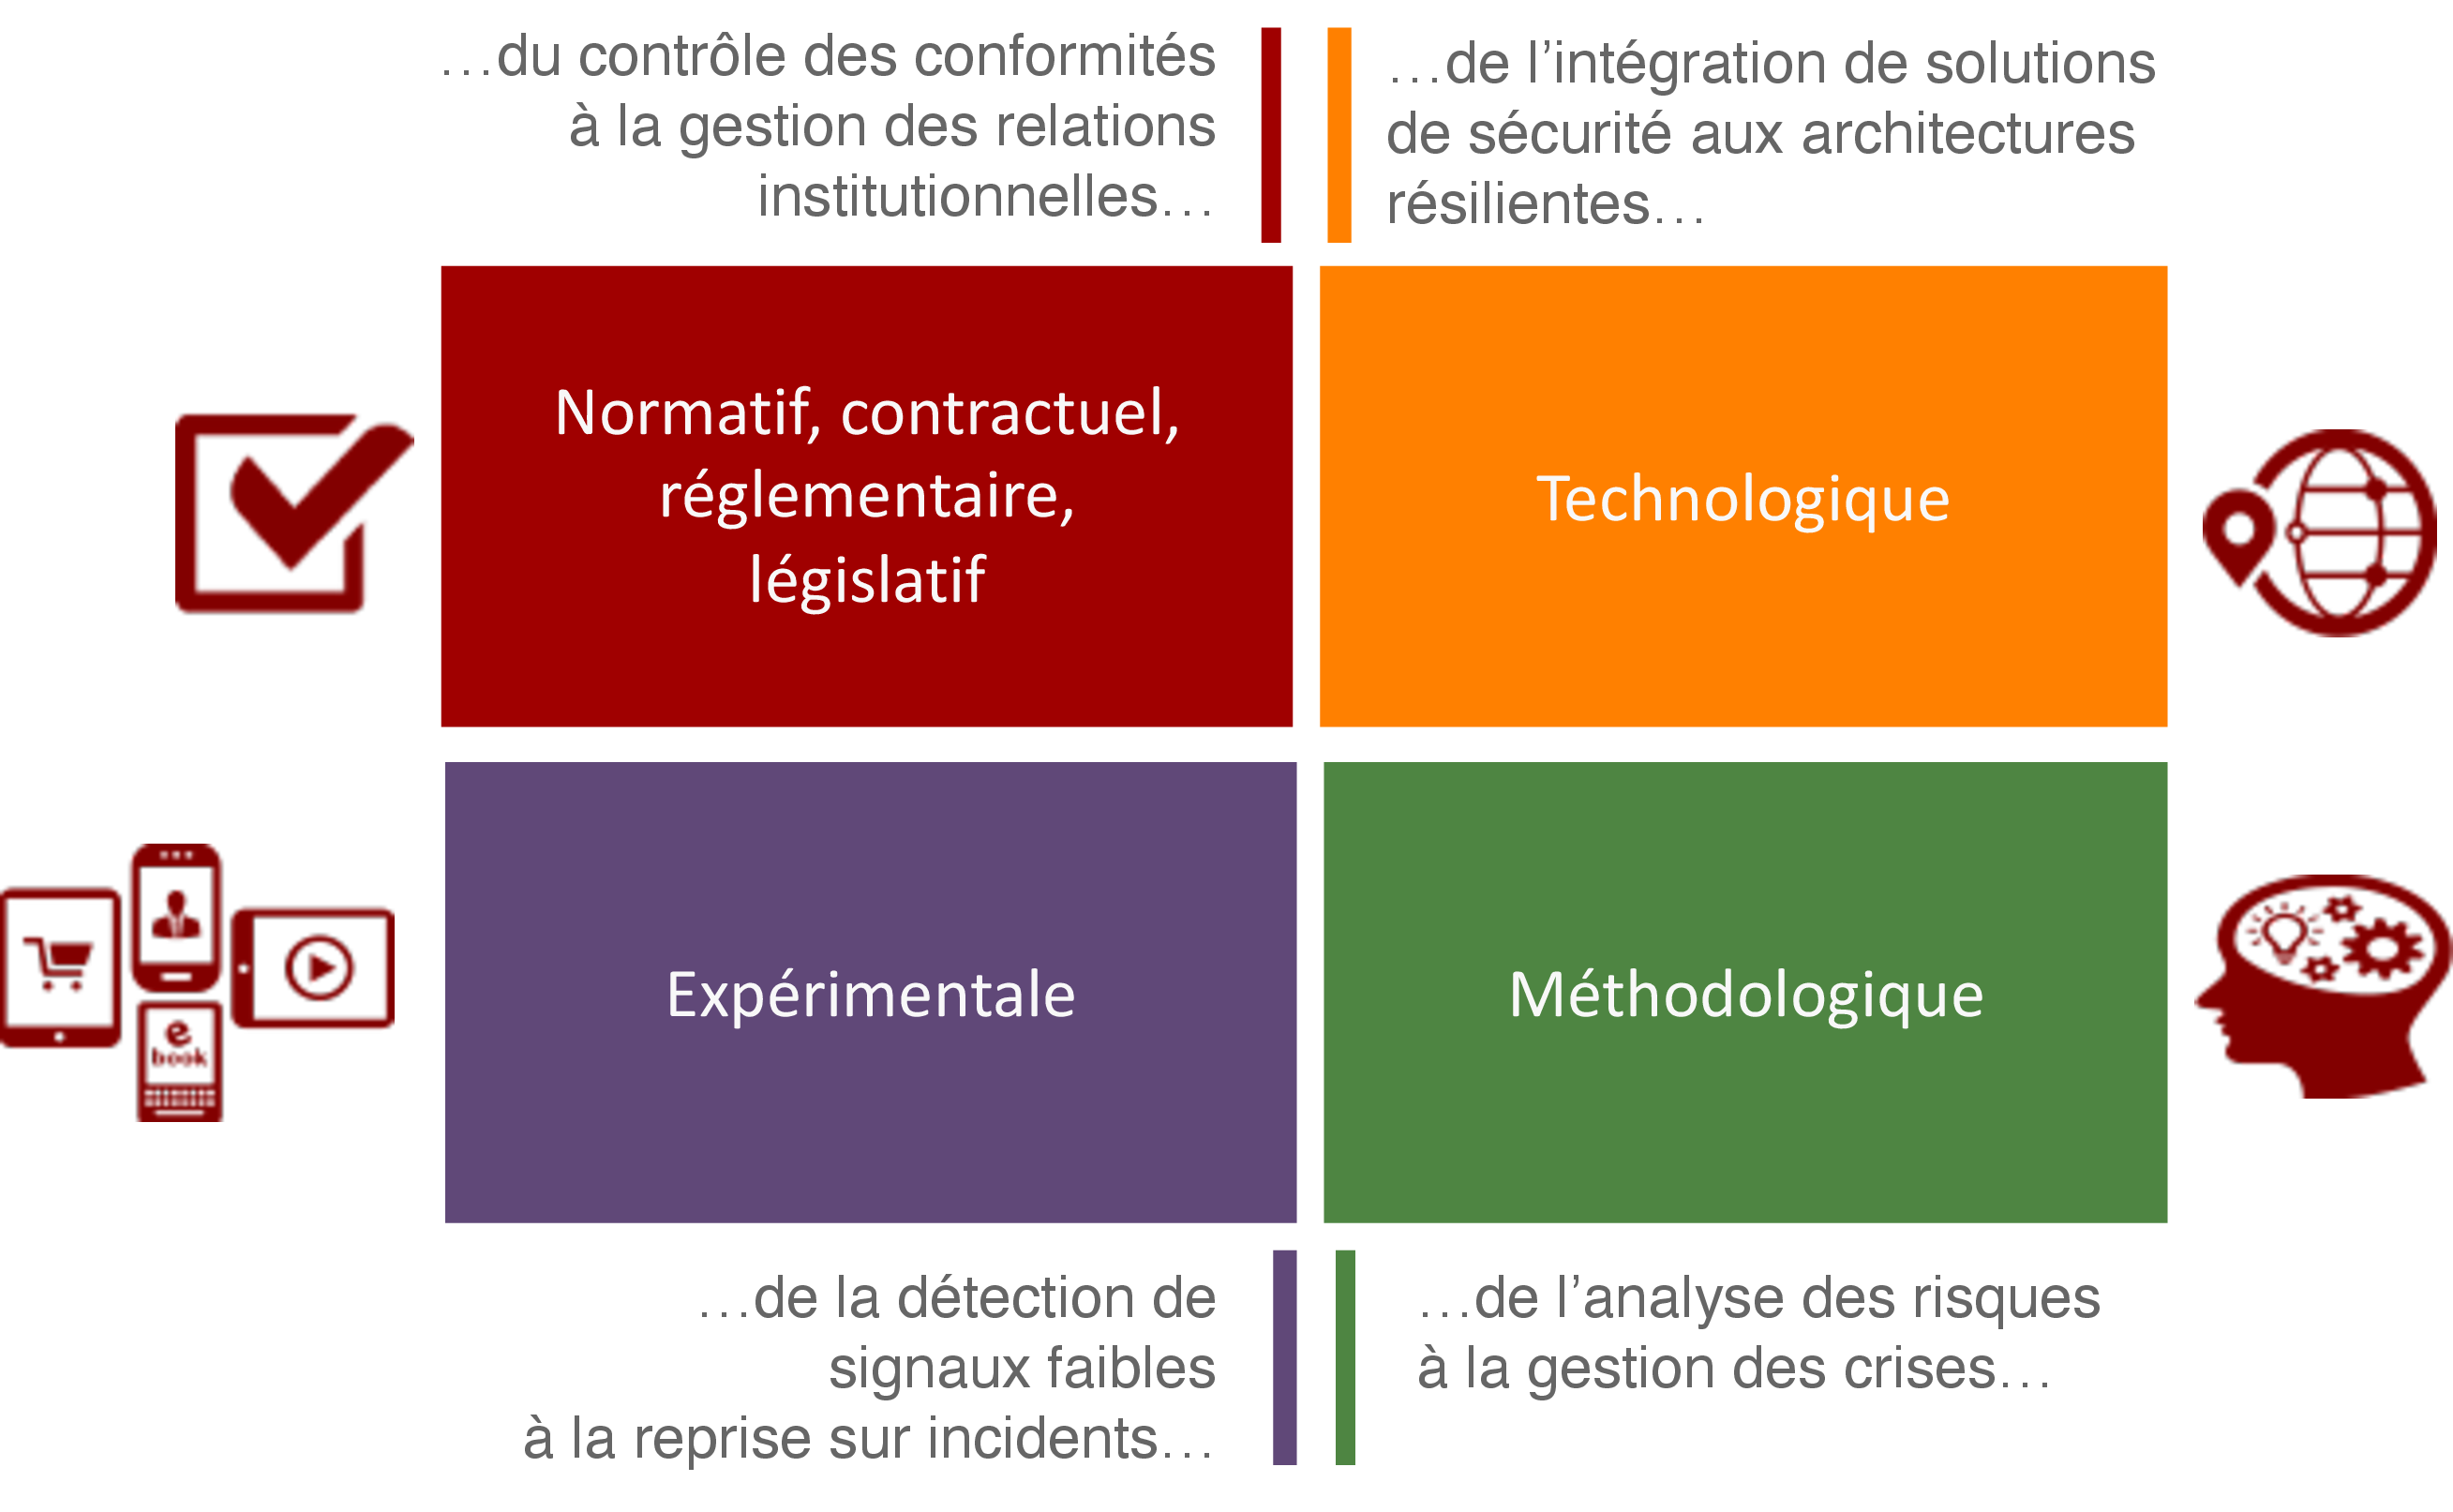 …du contrôle des conformités
à la gestion des relations
institutionnelles…
…de l’intégration de solutions
de sécurité aux architectures
résilientes…
Normatif, contractuel,
réglementaire,
législatif
Technologique
Expérimentale
Méthodologique
e
book
…de la détection de
signaux faibles
à la reprise sur incidents…
…de l’analyse des risques
à la gestion des crises…